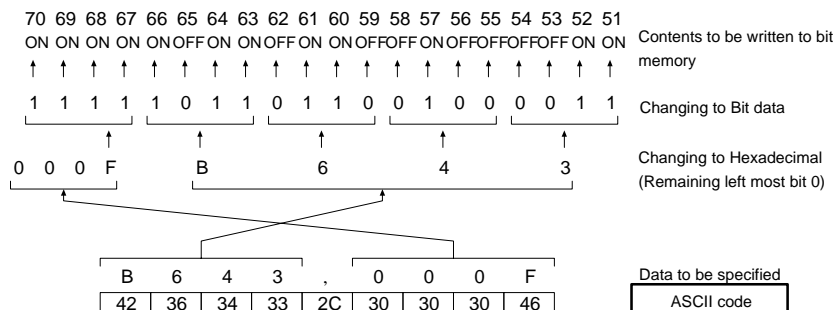 70 69 68 67 66 65 64 63 62 61 60 59 58 57 56 55 54 53 52 51
ON ON ON ON ON OFF ON ON OFF ON ON OFF OFF ON OFF OFF OFF OFF ON ON
Contents to be written to bit
memory
1 1 1 1 1 0 1 1 0 1 1 0 0 1 0 0 0 0 1 1
Changing to Bit data
0 0 0 F B 6 4 3
Changing to Hexadecimal
(Remaining left most bit 0)
B 6 4 3 , 0 0 0 F
Data to be specified
42 36 34 33 2C 30 30 30 46
ASCII code